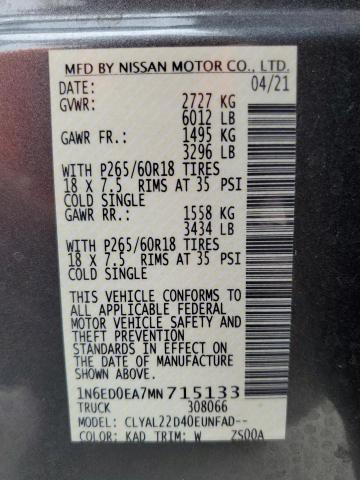 MFD BY NISSAN MOTOR CO., LTD.
DATE: 04/21
GVWR: 2727 KG
6012 LB
GAWR FR: 1495 KG
3296 LB
WITH P265/60R18 TIRES
18 X 7.5 RIMS AT 35 PSI
COLD SINGLE
GAWR RR: 1558 KG
3434 LB
WITH P265/60R18 TIRES
18 X 7.5 RIMS AT 35 PSI
COLD SINGLE
THIS VEHICLE CONFORMS TO
ALL APPLICABLE FEDERAL
MOTOR VEHICLE SAFETY AND
THEFT PREVENTION
STANDARDS IN EFFECT ON
THE DATE OF MANUFACTURE
SHOWN ABOVE.
1N6ED0EA7MN715133
TRUCK 308066
MODEL: CLYAL22D40EUNFAD--
COLOR: KAD TRIM: W ZS00A